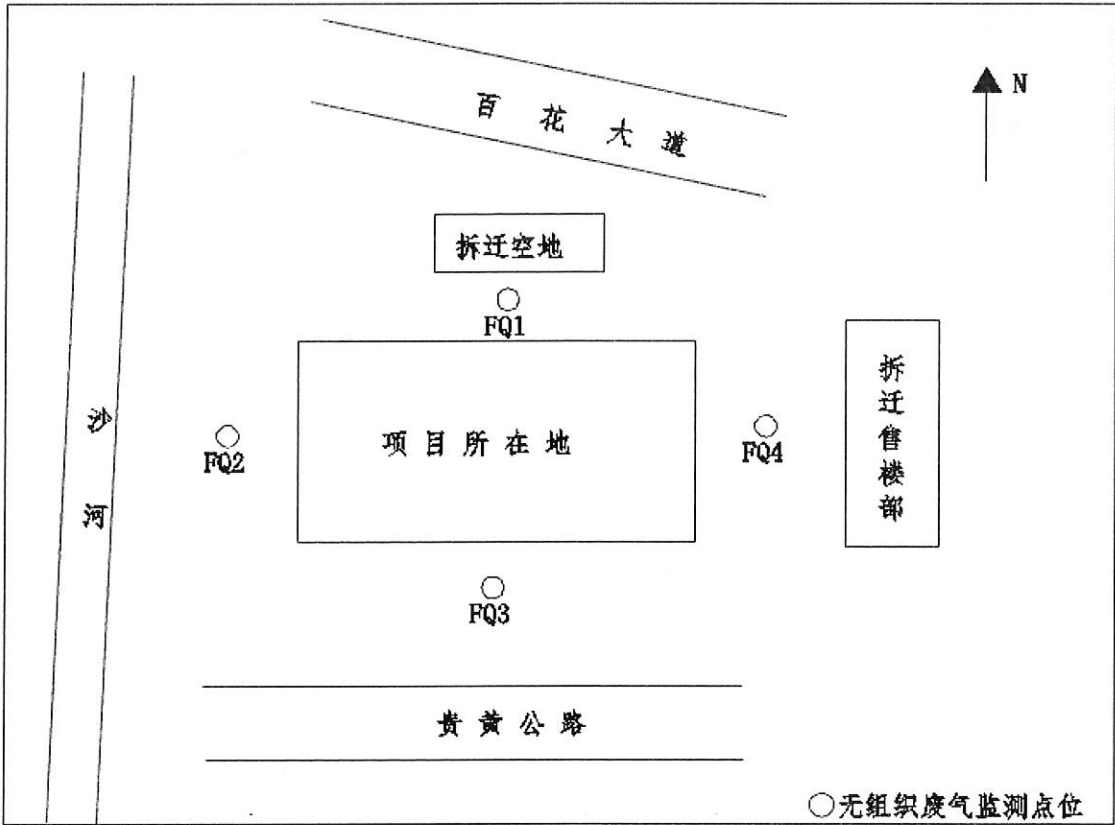 百花大道
N
拆迁空地
FQ1
沙河
FQ2
项目所在地
FQ4
拆迁售楼部
FQ3
贵黄公路
○无组织废气监测点位